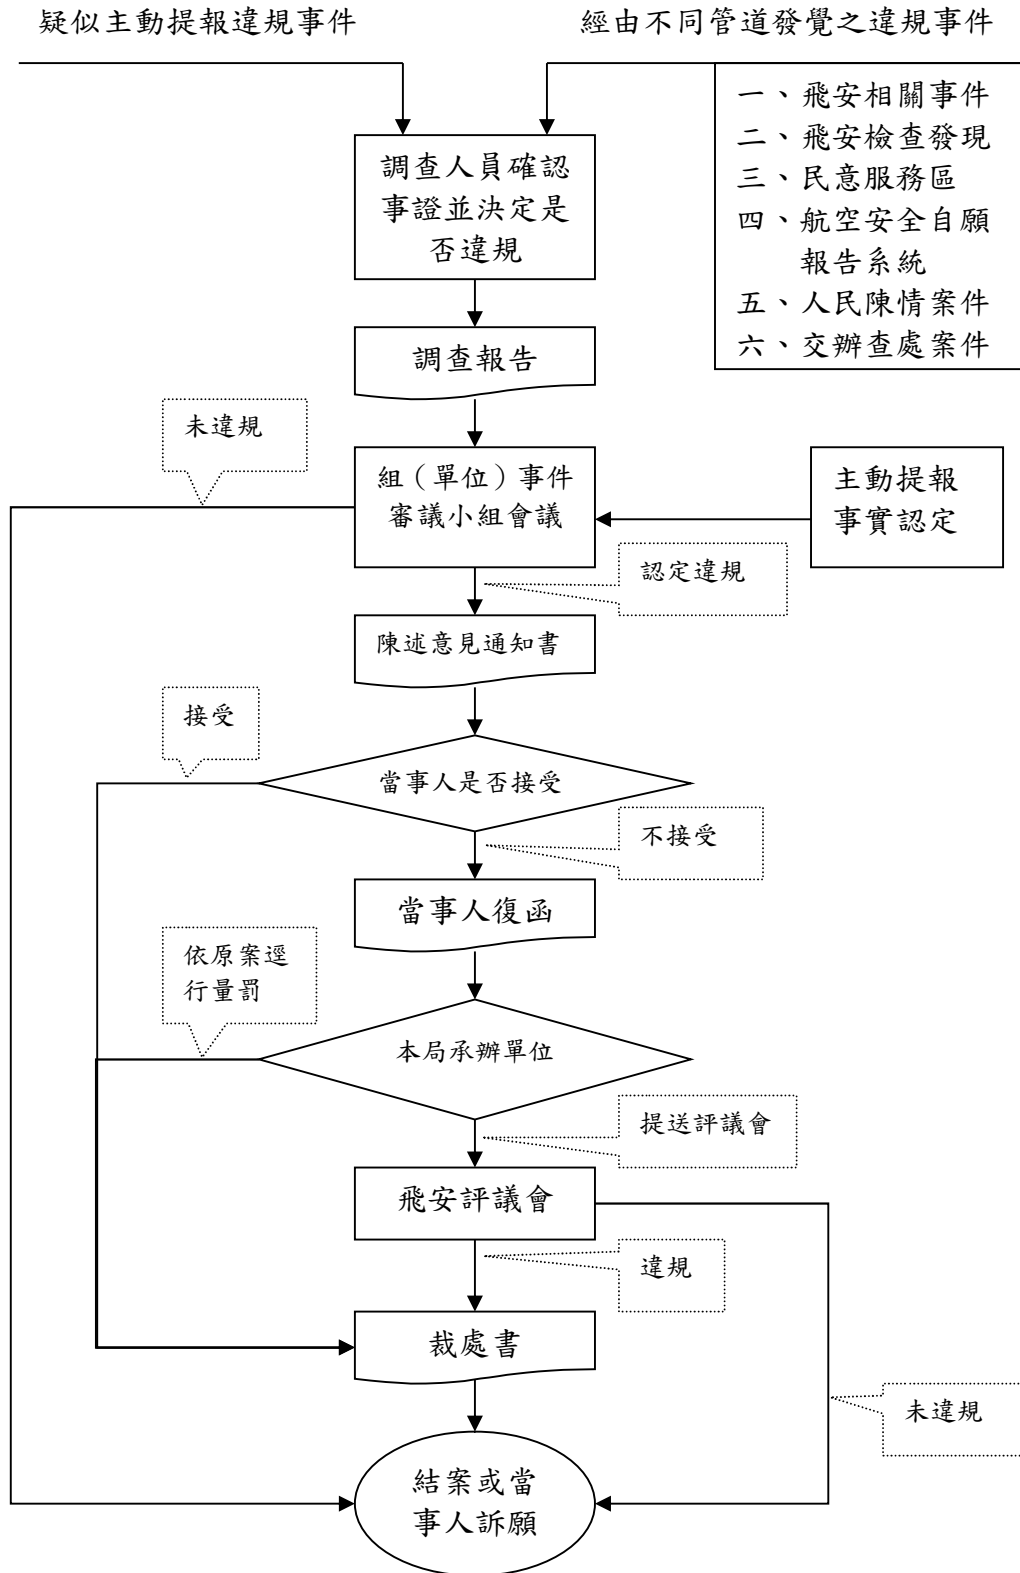 疑似主動提報違規事件
經由不同管道發覺之違規事件
一、飛安相關事件
二、飛安檢查發現
三、民意服務區
四、航空安全自願
報告系統
五、人民陳情案件
六、交辦查處案件
調查人員確認
事證並決定是
否違規
調查報告
未違規
組（單位）事件
審議小組會議
主動提報
事實認定
認定違規
陳述意見通知書
接受
當事人是否接受
不接受
當事人復函
依原案逕
行量罰
本局承辦單位
提送評議會
飛安評議會
違規
裁處書
未違規
結案或當
事人訴願